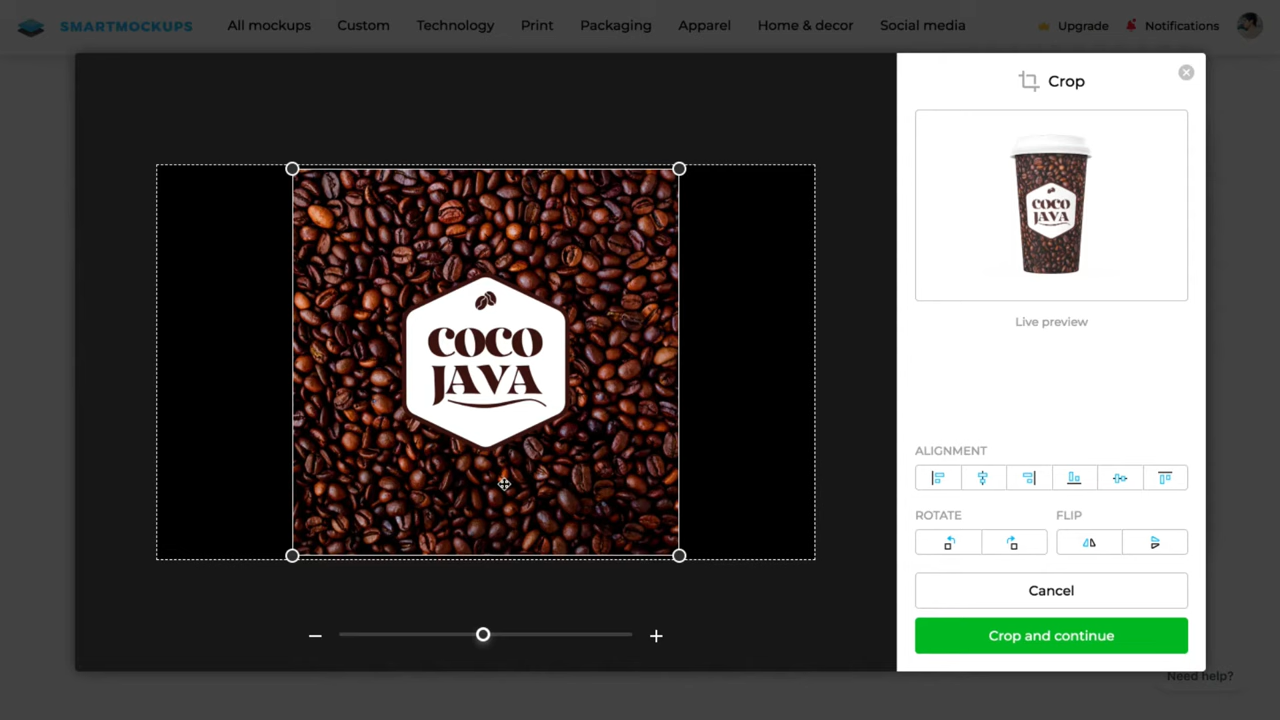 SMARTMOCKUPS All mockups Custom Technology Print Packaging Apparel Home & decor Social media Upgrade Notifications
Crop
COCO
JAVA
COCO
JAVA
Live preview
ALIGNMENT
ROTATE FLIP
Cancel
Crop and continue
Need help?